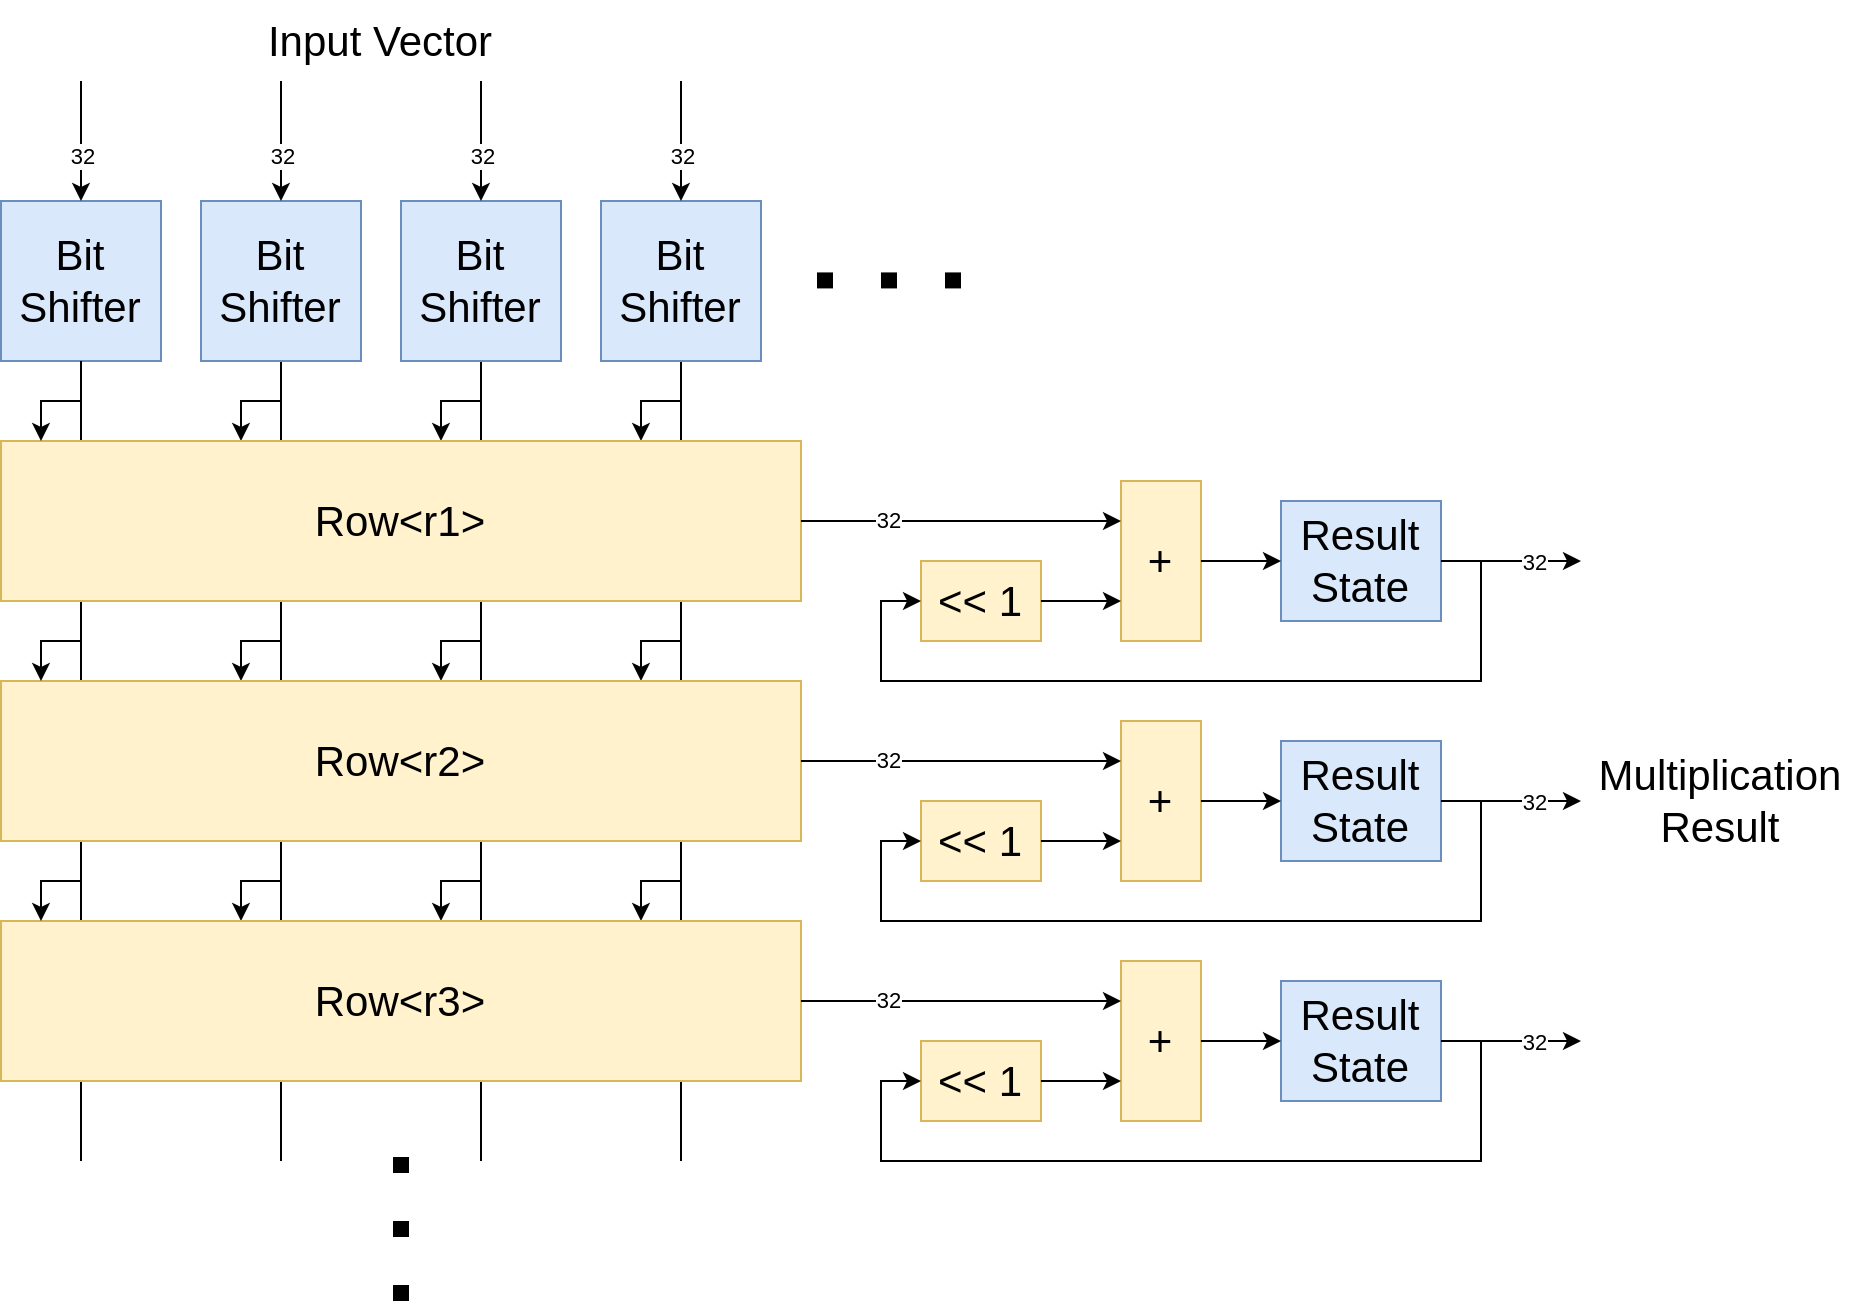 Input Vector
32
32
32
32
Bit
Shifter
Bit
Shifter
Bit
Shifter
Bit
Shifter
Row<r1>
32
+
<< 1
Result
State
32
Row<r2>
32
+
<< 1
Result
State
32
Multiplication
Result
Row<r3>
32
+
<< 1
Result
State
32